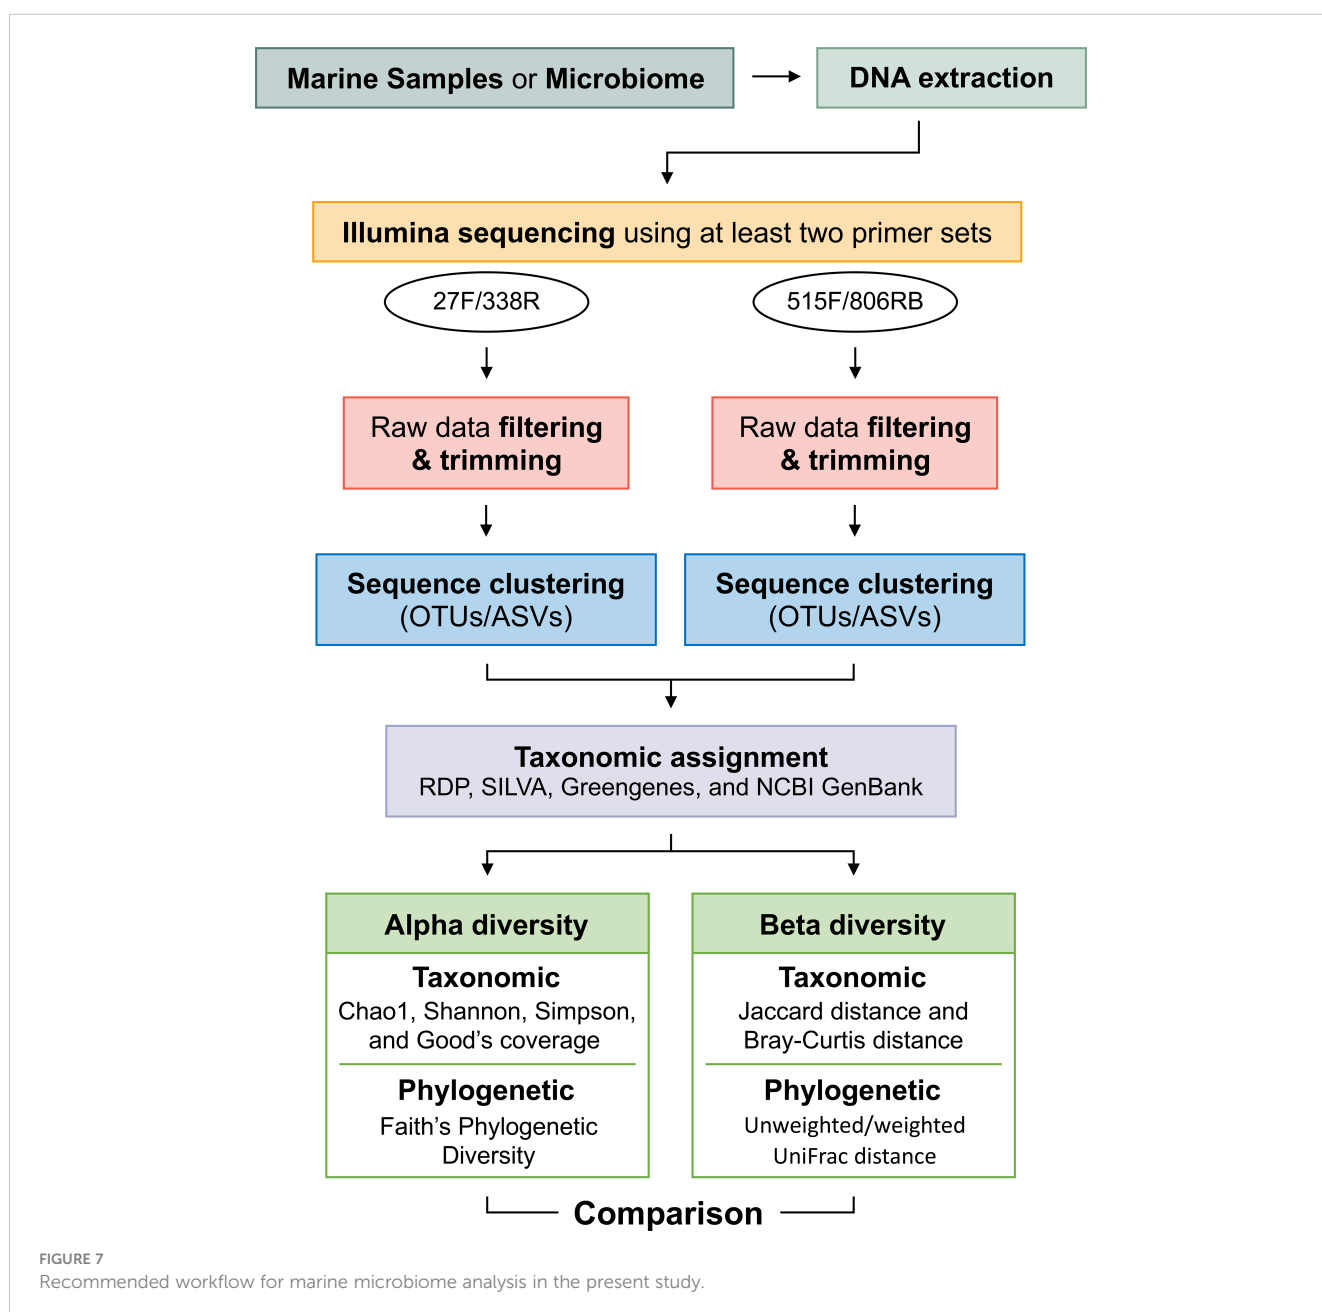 Marine Samples or Microbiome
DNA extraction
Illumina sequencing using at least two primer sets
27F/338R
515F/806RB
Raw data filtering
& trimming
Raw data filtering
& trimming
Sequence clustering
(OTUs/ASVs)
Sequence clustering
(OTUs/ASVs)
Taxonomic assignment
RDP, SILVA, Greengenes, and NCBI GenBank
Alpha diversity
Taxonomic
Chao1, Shannon, Simpson,
and Good’s coverage
Phylogenetic
Faith’s Phylogenetic
Diversity
Beta diversity
Taxonomic
Jaccard distance and
Bray-Curtis distance
Phylogenetic
Unweighted/weighted
UniFrac distance
Comparison
FIGURE 7
Recommended workflow for marine microbiome analysis in the present study.